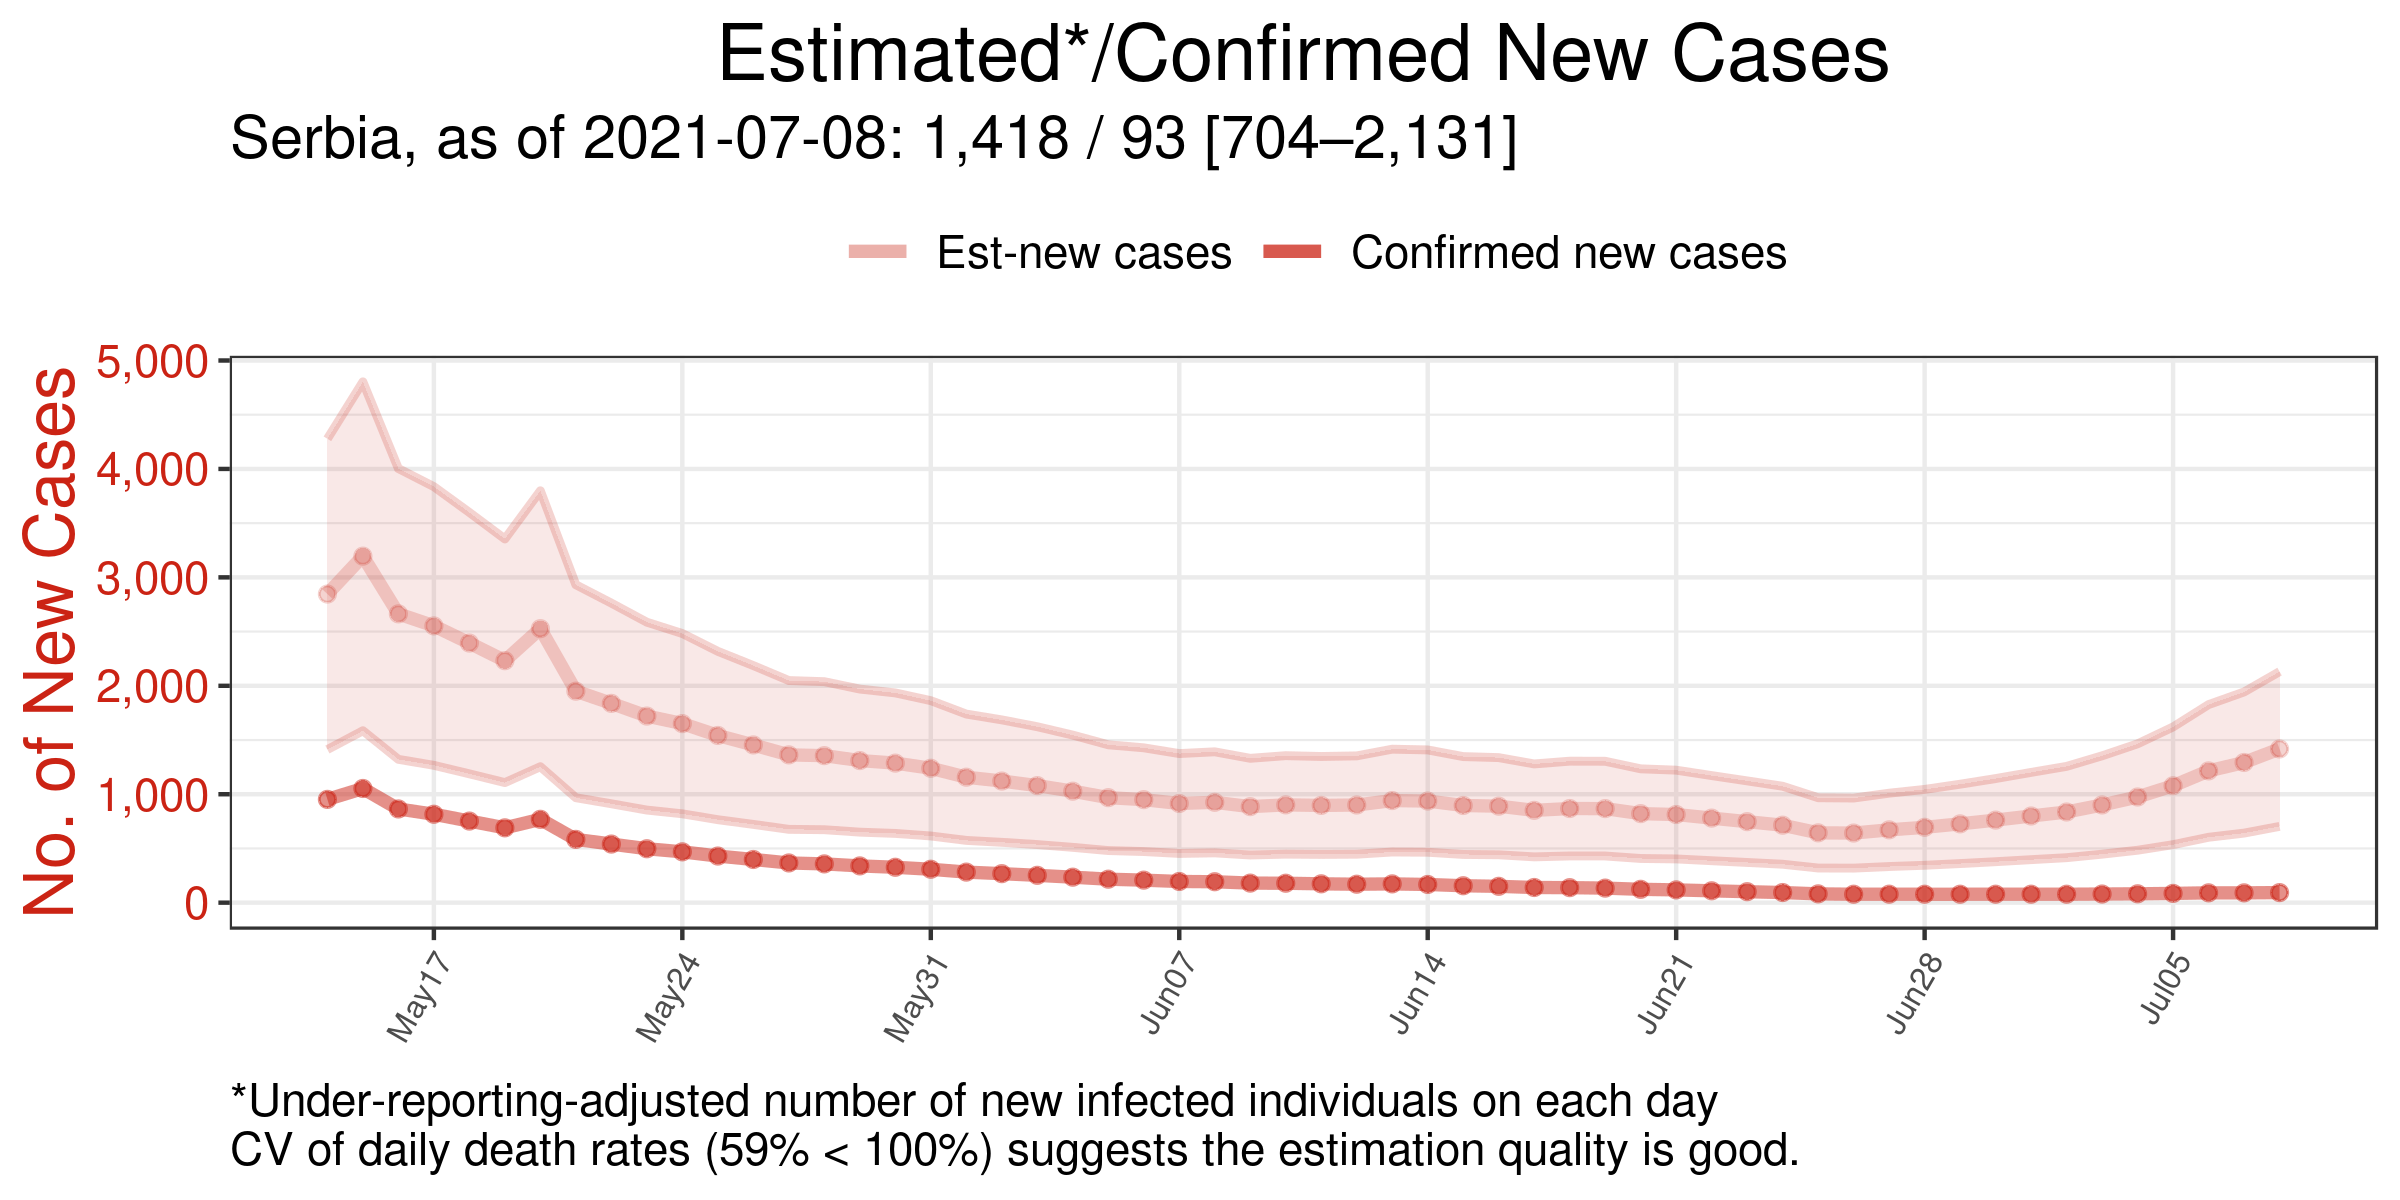 Estimated*/Confirmed New Cases
Serbia, as of 2021-07-08: 1,418 / 93 [704–2,131]
Est-new cases
Confirmed new cases
No. of New Cases
5,000
4,000
3,000
2,000
1,000
0
May17
May24
May31
Jun07
Jun14
Jun21
Jun28
Jul05
*Under-reporting-adjusted number of new infected individuals on each day
CV of daily death rates (59% < 100%) suggests the estimation quality is good.